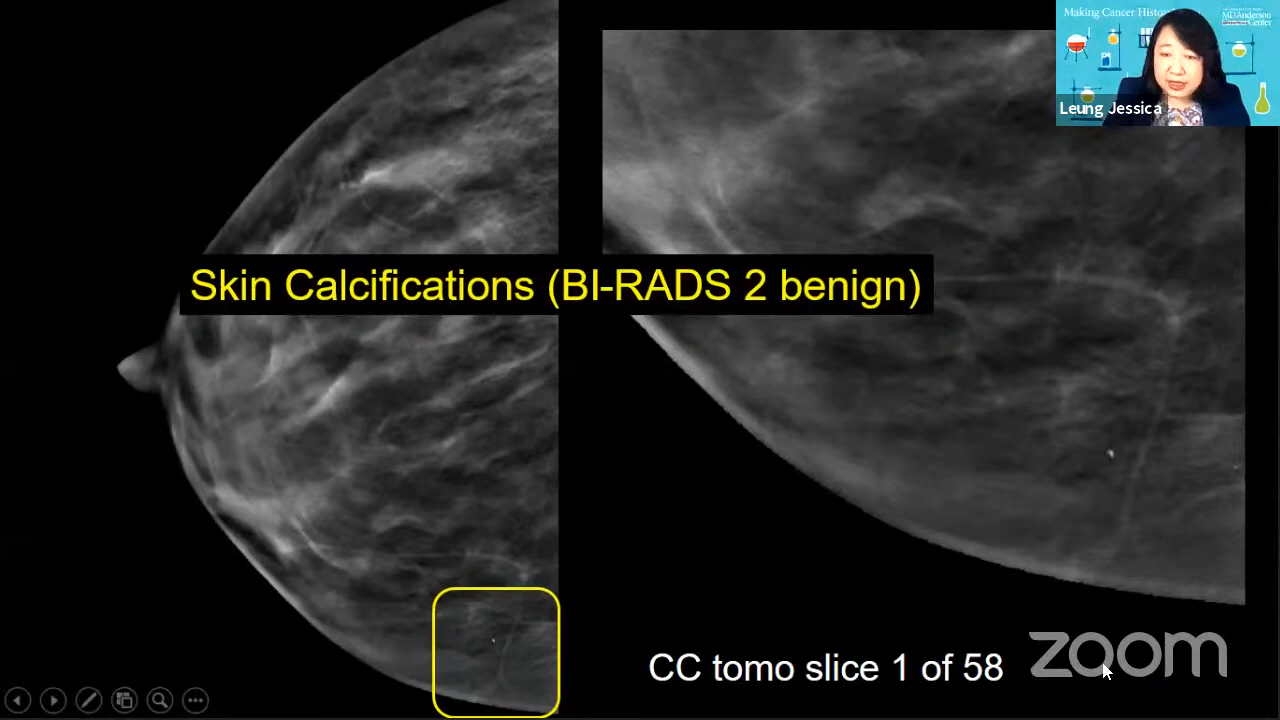 Making Cancer History
MD Anderson
Center
Leung Jessica
Skin Calcifications (BI-RADS 2 benign)
CC tomo slice 1 of 58
zoom